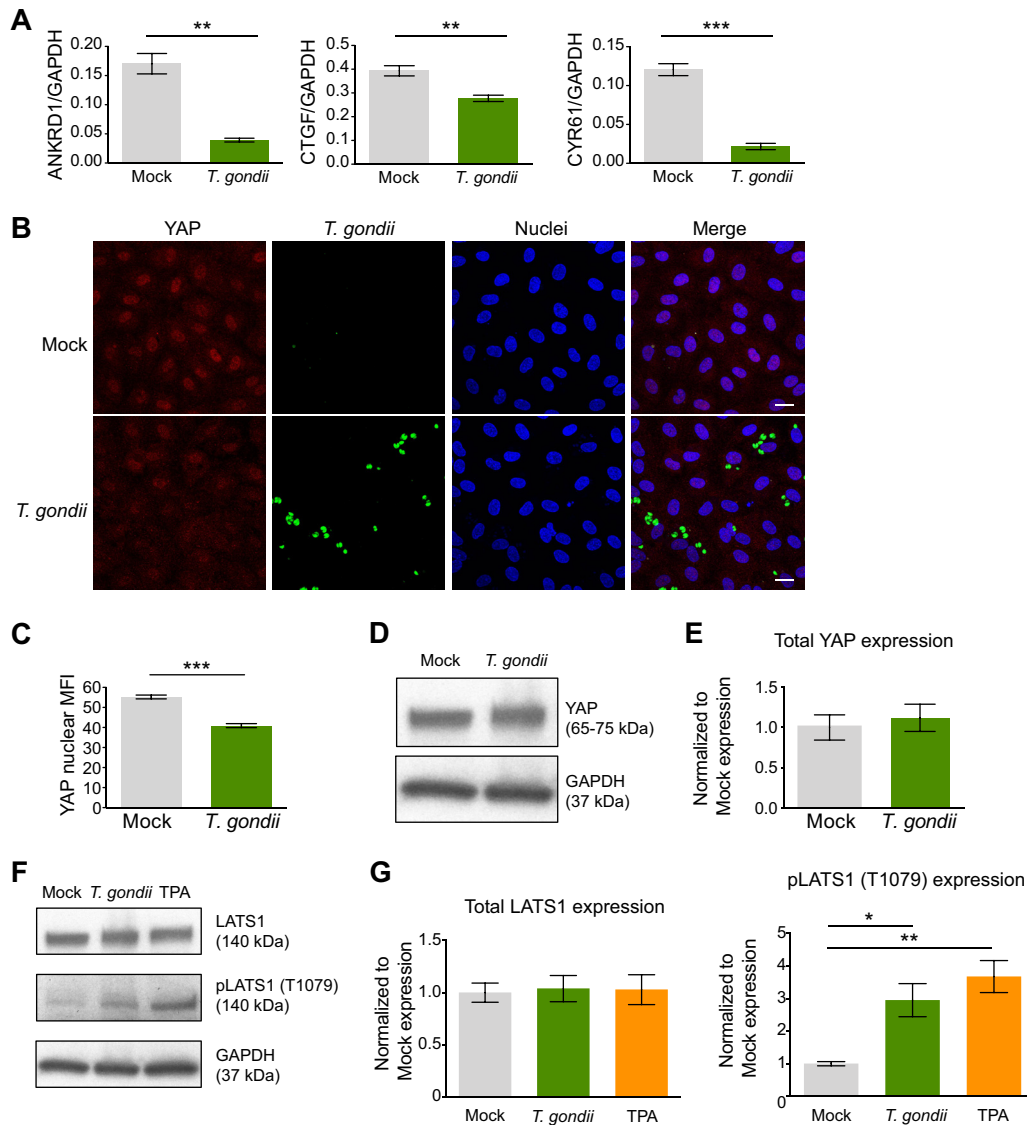 A
ANKRD1/GAPDH
0.20
0.15
0.10
0.05
0.00
**
Mock
T. gondii
CTGF/GAPDH
0.5
0.4
0.3
0.2
0.1
0.0
**
Mock
T. gondii
CYR61/GAPDH
0.15
0.10
0.05
0.00
***
Mock
T. gondii
B
YAP
T. gondii
Nuclei
Merge
Mock
T. gondii
C
YAP nuclear MFI
60
50
40
30
20
10
0
***
Mock
T. gondii
D
Mock
T. gondii
YAP
(65-75 kDa)
GAPDH
(37 kDa)
E
Total YAP expression
Normalized to
Mock expression
1.5
1.0
0.5
0.0
Mock
T. gondii
F
Mock
T. gondii
TPA
LATS1
(140 kDa)
pLATS1 (T1079)
(140 kDa)
GAPDH
(37 kDa)
G
Total LATS1 expression
Normalized to
Mock expression
1.5
1.0
0.5
0
Mock
T. gondii
TPA
pLATS1 (T1079) expression
Normalized to
Mock expression
5
4
3
2
1
0
*
**
Mock
T. gondii
TPA